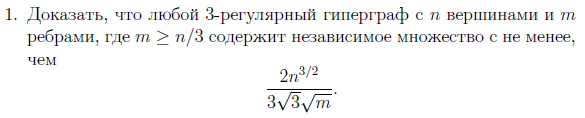 1. Доказать, что любой 3-регулярный гиперграф с n вершинами и m
ребрами, где m ≥ n/3 содержит независимое множество с не менее,
чем
2n^{3/2}
3√3√m
.